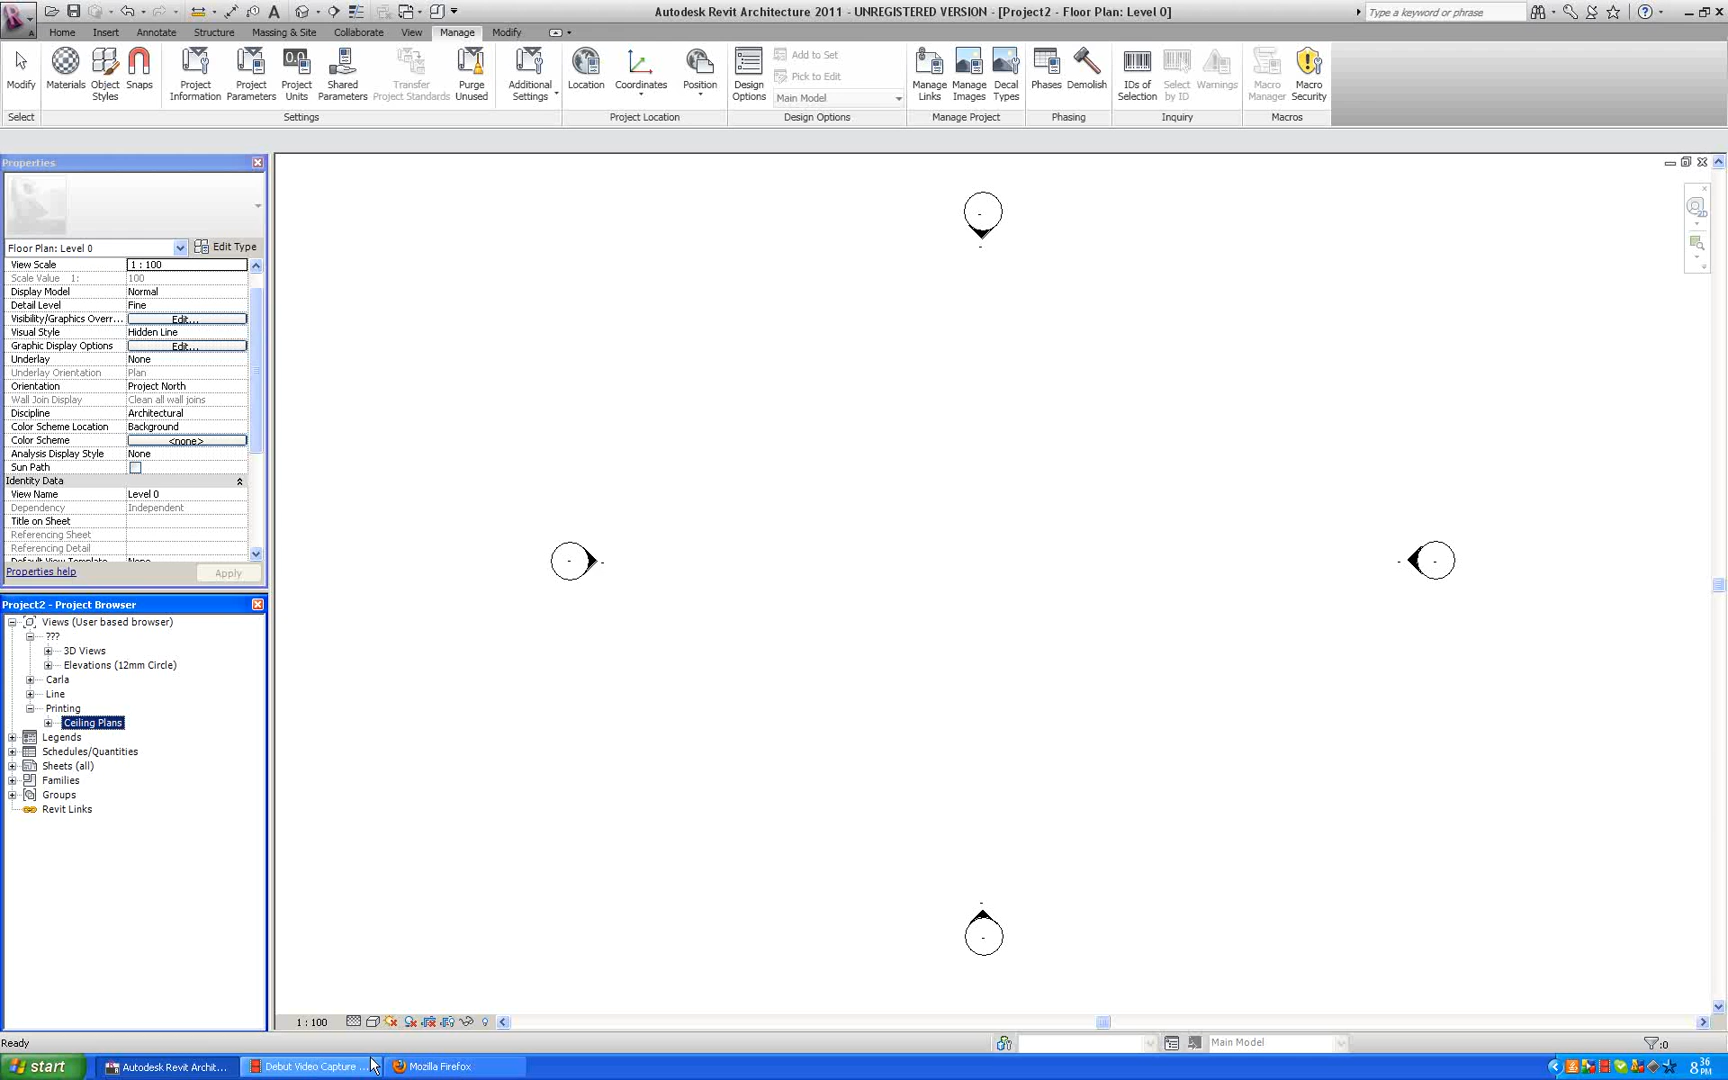 Autodesk Revit Architecture 2011 - UNREGISTERED VERSION - [Project2 - Floor Plan: Level 0]
Type a keyword or phrase
Home Insert Annotate Structure Massing & Site Collaborate View Manage Modify
Modify
Materials
Object Styles
Snaps
Project Information
Project Parameters
Project Units
Shared Parameters
Transfer Project Standards
Purge Unused
Additional Settings
Location
Coordinates
Position
Design Options
Add to Set
Pick to Edit
Main Model
Manage Links
Manage Images
Decal Types
Phases
Demolish
IDs of Selection
Select by ID
Warnings
Macro Manager
Macro Security
Select Settings Project Location Design Options Manage Project Phasing Inquiry Macros
Properties
Floor Plan: Level 0 Edit Type
View Scale 1 : 100
Scale Value 1: 100
Display Model Normal
Detail Level Fine
Visibility/Graphics Overr... Edit...
Visual Style Hidden Line
Graphic Display Options Edit...
Underlay None
Underlay Orientation Plan
Orientation Project North
Wall Join Display Clean all wall joins
Discipline Architectural
Color Scheme Location Background
Color Scheme <none>
Analysis Display Style None
Sun Path
Identity Data
View Name Level 0
Dependency Independent
Title on Sheet
Referencing Sheet
Referencing Detail
Default View Template None
Properties help Apply
Project2 - Project Browser
Views (User based browser)
???
3D Views
Elevations (12mm Circle)
Carla
Line
Printing
Ceiling Plans
Legends
Schedules/Quantities
Sheets (all)
Families
Groups
Revit Links
1 : 100
Ready
Main Model
:0
start Autodesk Revit Archit... Debut Video Capture ... Mozilla Firefox
8 36 PM